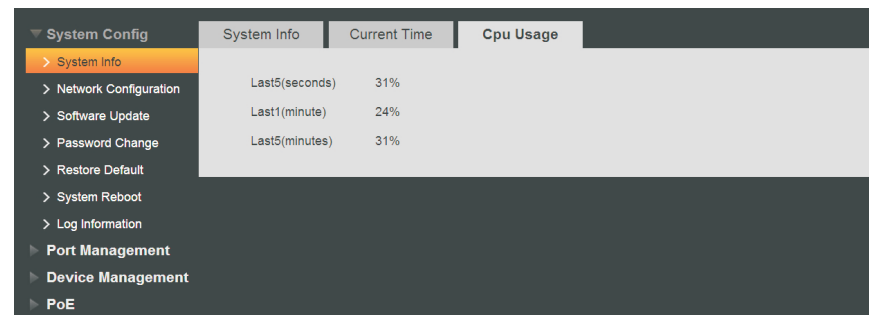 System Config
System Info
Network Configuration
Software Update
Password Change
Restore Default
System Reboot
Log Information
Port Management
Device Management
PoE
System Info Current Time Cpu Usage
Last5(seconds) 31%
Last1(minute) 24%
Last5(minutes) 31%